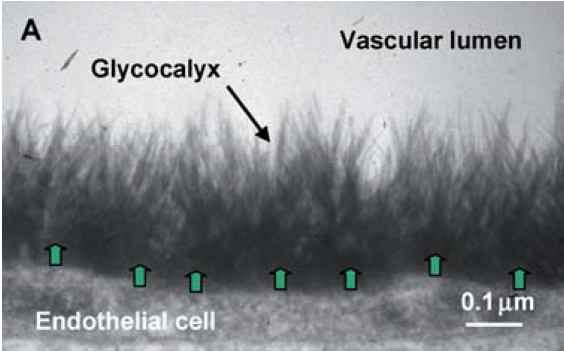 A
Vascular lumen
Glycocalyx
0.1 μm
Endothelial cell